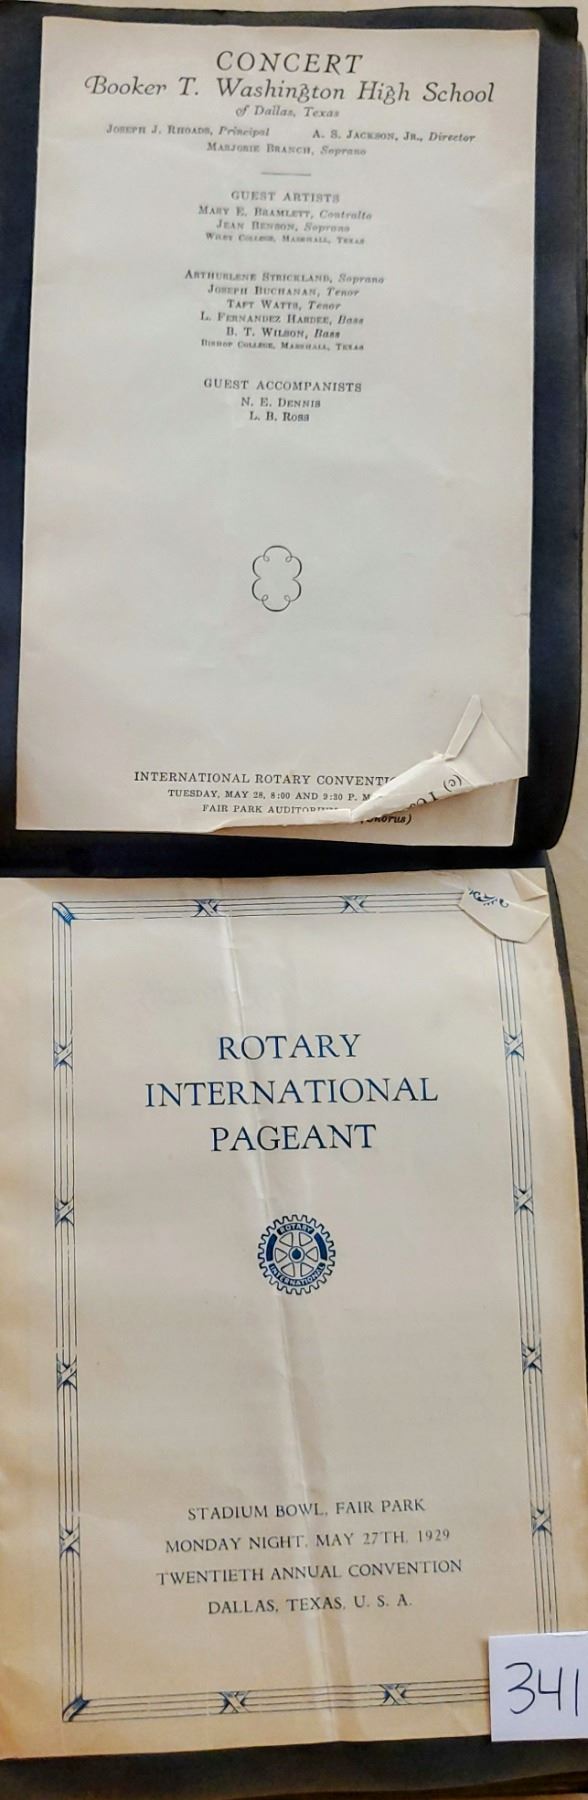 CONCERT
Booker T. Washington High School
of Dallas, Texas
JOSEPH J. RHOADS, Principal A. S. JACKSON, JR., Director
MARJORIE BRANCH, Soprano
GUEST ARTISTS
MARY E. BRAMLETT, Contralto
JEAN BENSON, Soprano
WILEY COLLEGE, MARSHALL, TEXAS
ARTHURLENE STRICKLAND, Soprano
JOSEPH BUCHANAN, Tenor
TAFT WATTS, Tenor
L. FERNANDEZ HARDEE, Bass
B. T. WILSON, Bass
BISHOP COLLEGE, MARSHALL, TEXAS
GUEST ACCOMPANISTS
N. E. DENNIS
L. B. ROSS
INTERNATIONAL ROTARY
TUESDAY, MAY 28, 8:00 AND 9:30 P. M
FAIR PARK
(c)
ROTARY
INTERNATIONAL
PAGEANT
ROTARY
INTERNATIONAL
STADIUM BOWL, FAIR PARK
MONDAY NIGHT, MAY 27TH, 1929
TWENTIETH ANNUAL CONVENTION
DALLAS, TEXAS, U. S. A.
341